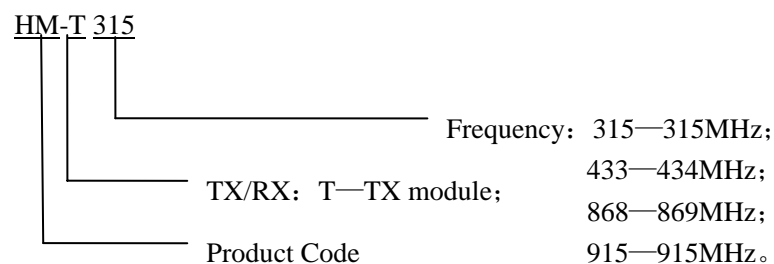 HM-T 315
Frequency：315—315MHz；
433—434MHz；
TX/RX：T—TX module；
868—869MHz；
Product Code
915—915MHz。